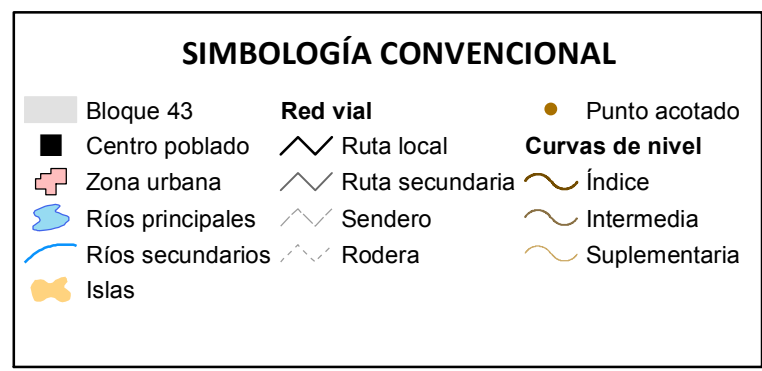 SIMBOLOGÍA CONVENCIONAL
Bloque 43
Centro poblado
Zona urbana
Ríos principales
Ríos secundarios
Islas
Red vial
Ruta local
Ruta secundaria
Sendero
Rodera
Punto acotado
Curvas de nivel
Índice
Intermedia
Suplementaria